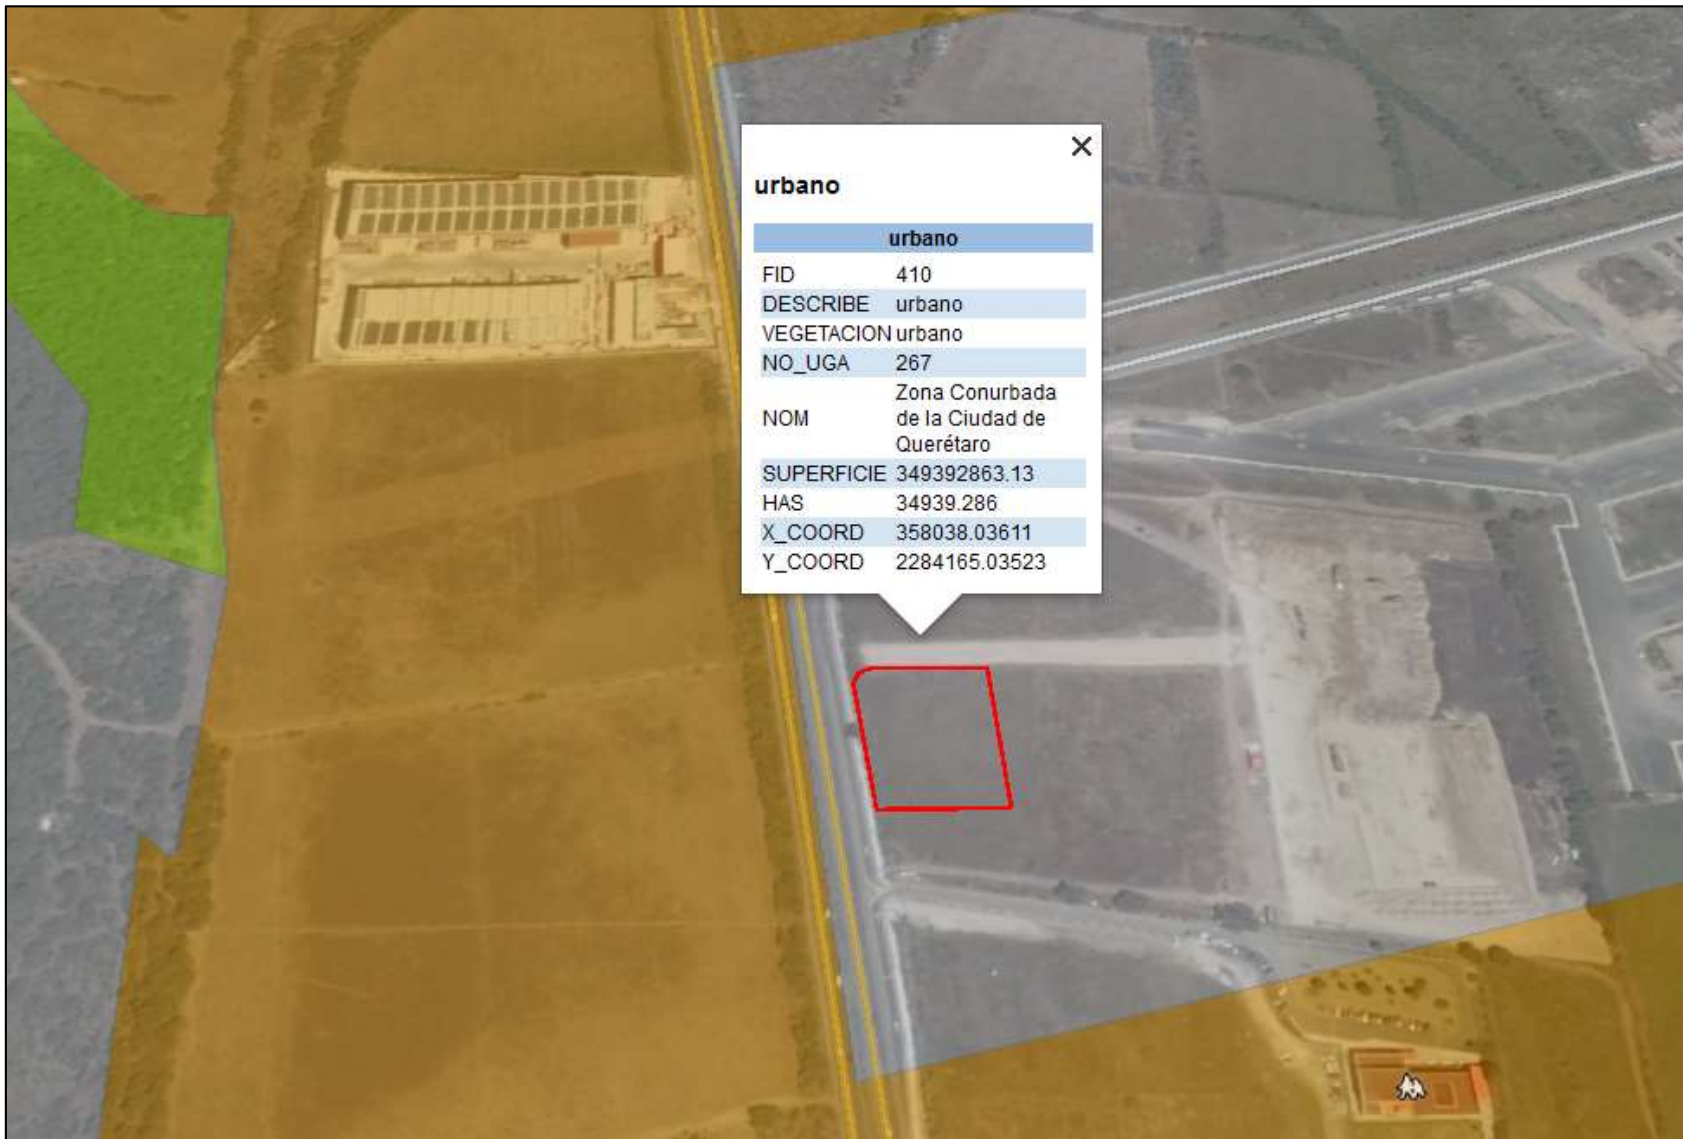 urbano
urbano
FID 410
DESCRIBE urbano
VEGETACION urbano
NO_UGA 267
NOM Zona Conurbada
de la Ciudad de
Querétaro
SUPERFICIE 349392863.13
HAS 34939.286
X_COORD 358038.03611
Y_COORD 2284165.03523